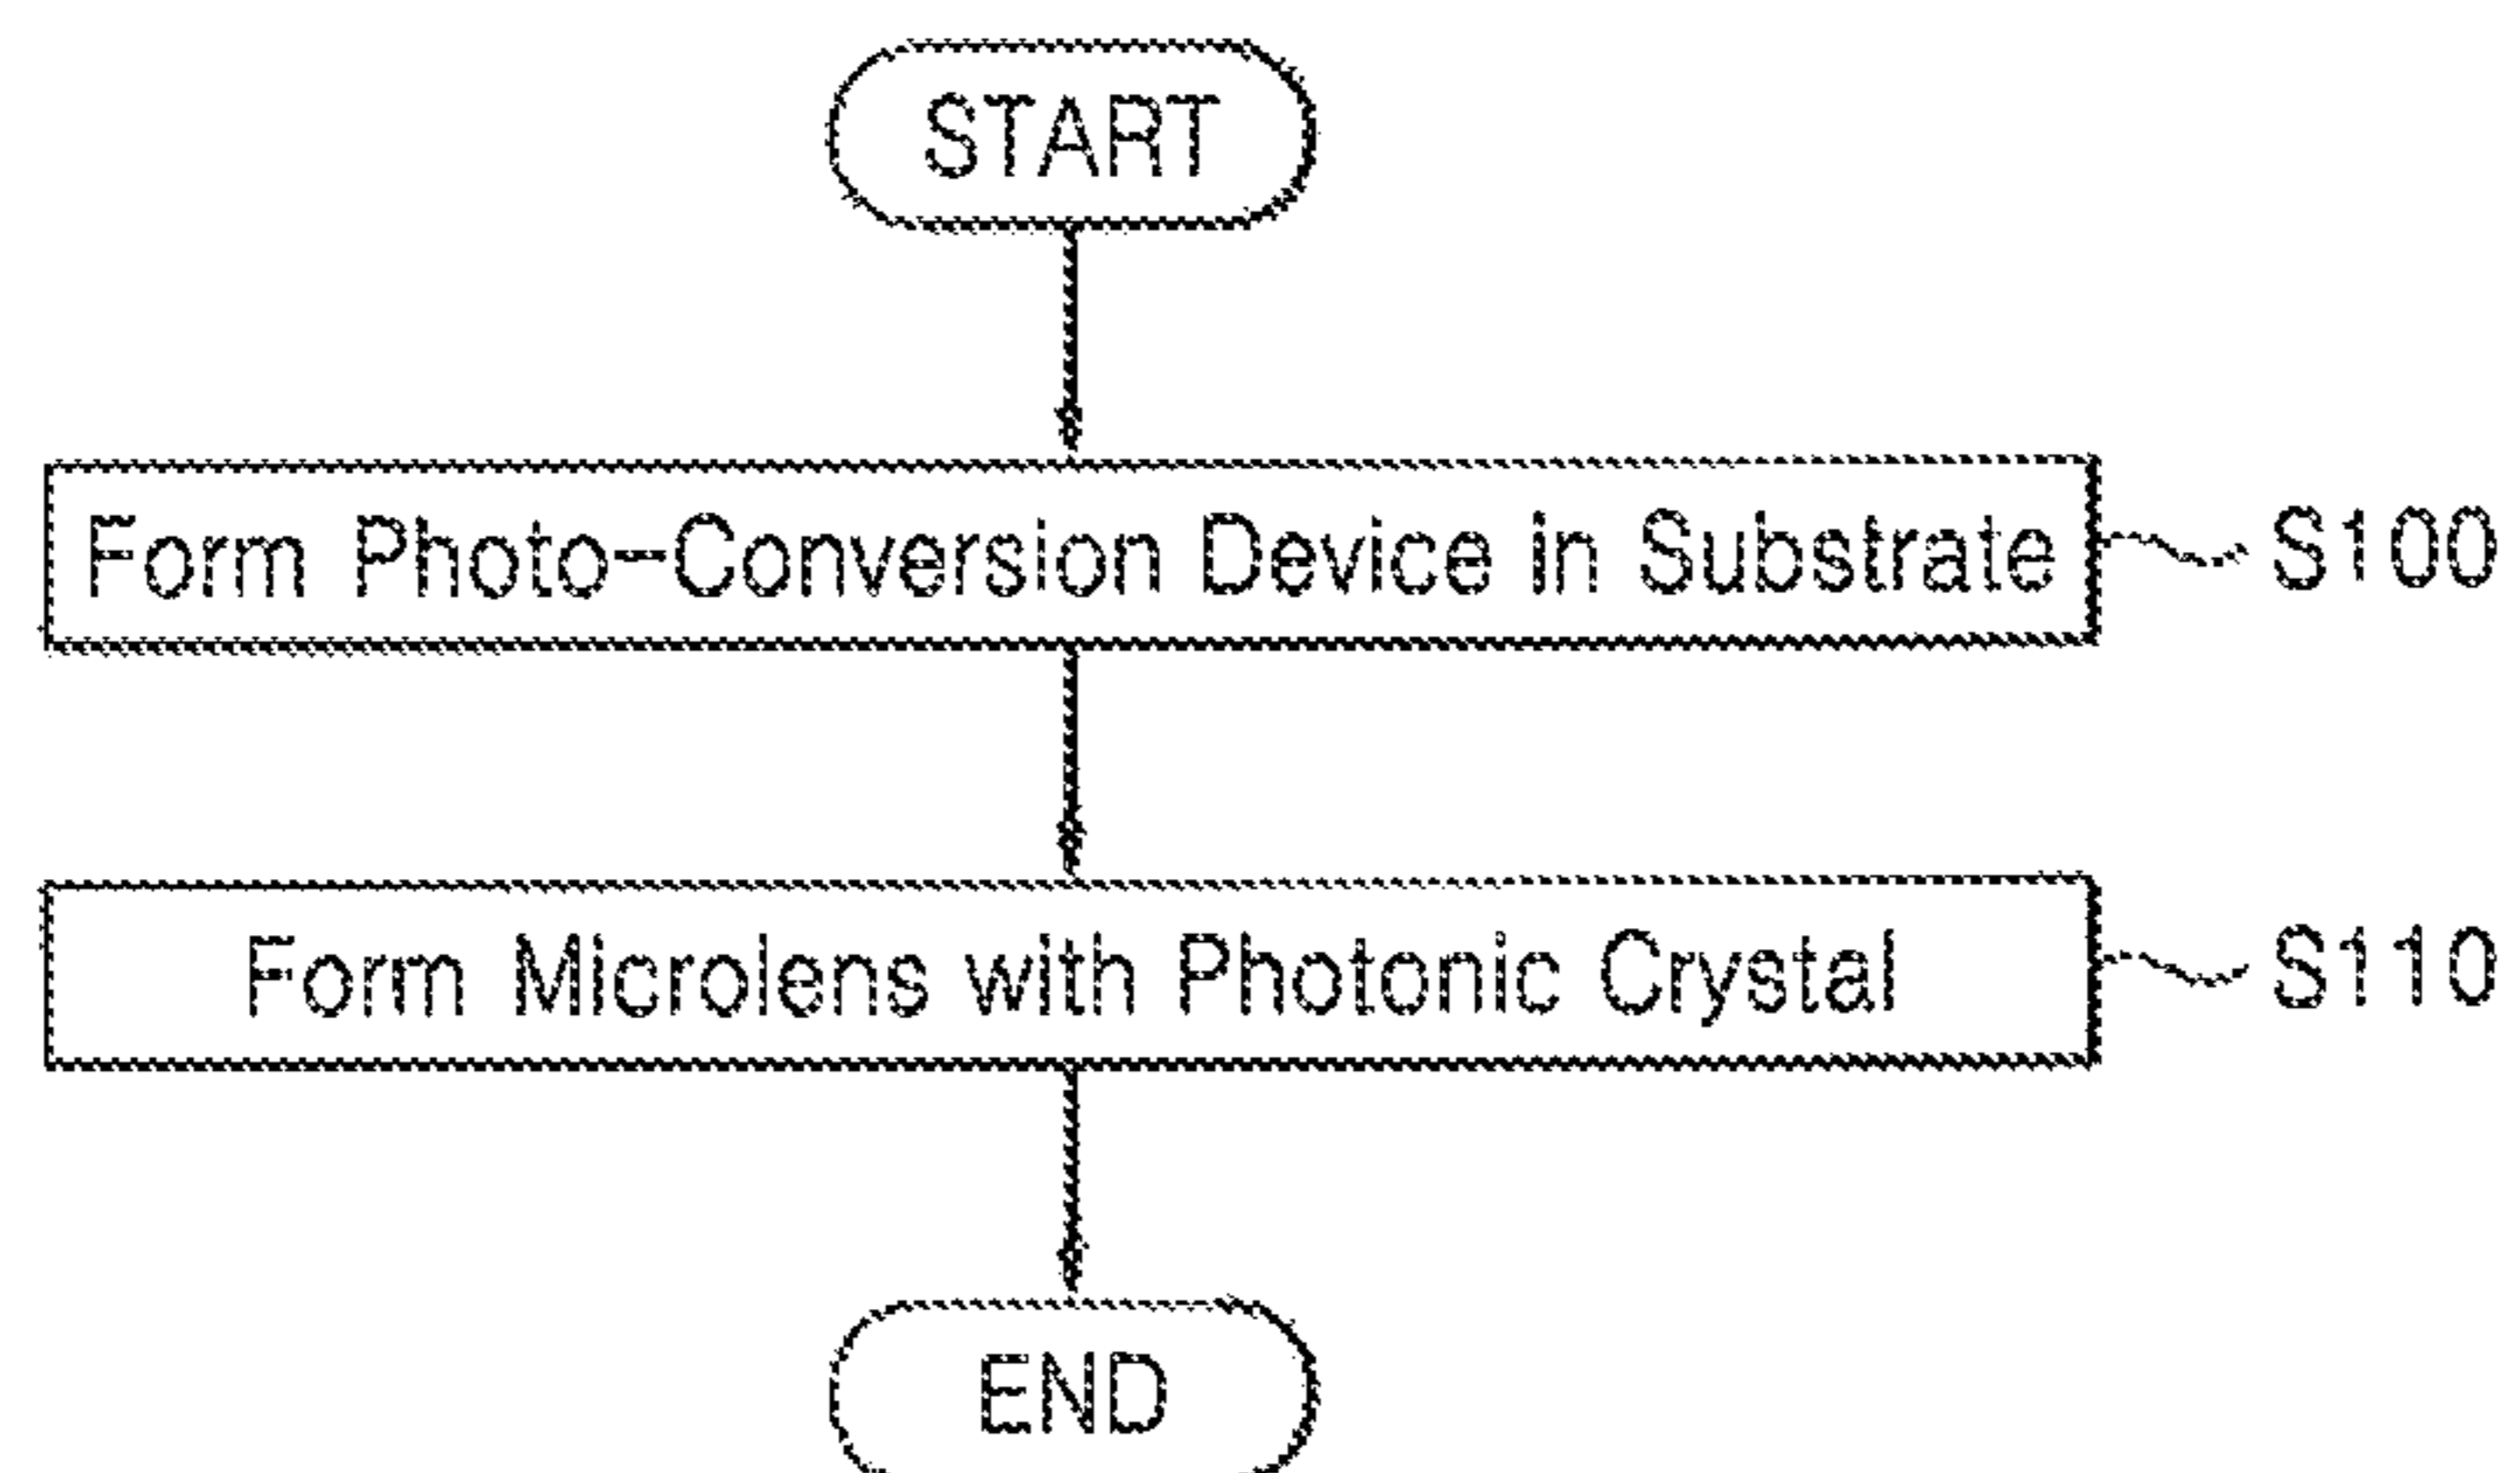 START
Form Photo-Conversion Device in Substrate
S100
Form Microlens with Photonic Crystal
S110
END